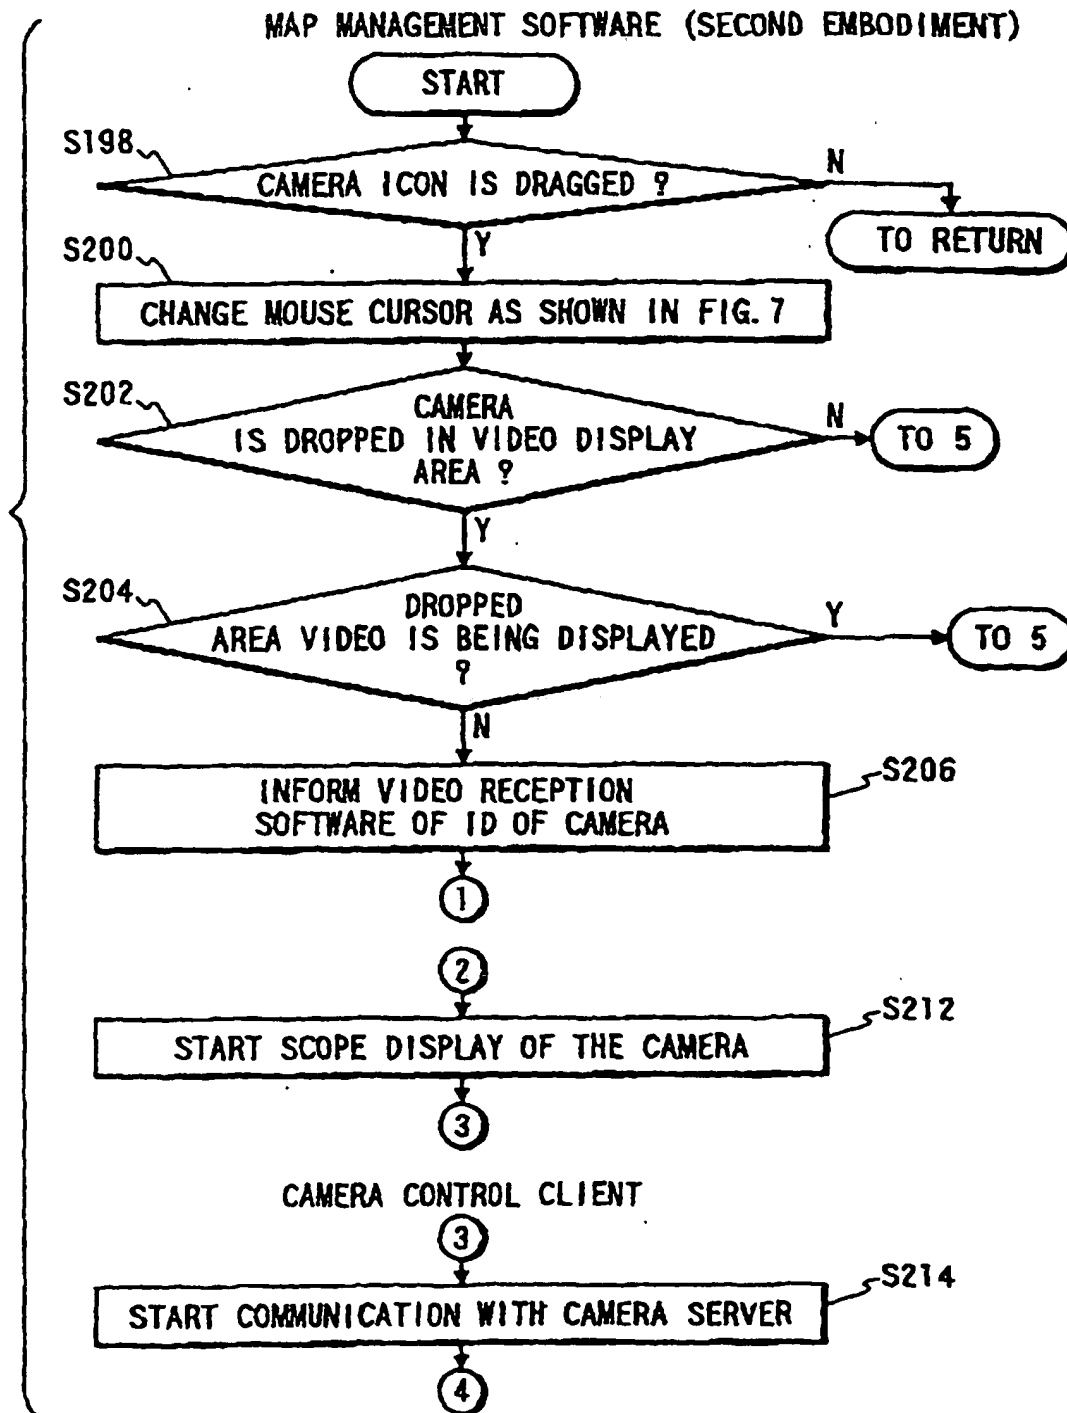 MAP MANAGEMENT SOFTWARE (SECOND EMBODIMENT)
START
S198
CAMERA ICON IS DRAGGED ?
N
TO RETURN
Y
S200
CHANGE MOUSE CURSOR AS SHOWN IN FIG. 7
S202
CAMERA
IS DROPPED IN VIDEO DISPLAY
AREA ?
N
TO 5
Y
S204
DROPPED
AREA VIDEO IS BEING DISPLAYED
?
Y
TO 5
N
S206
INFORM VIDEO RECEPTION
SOFTWARE OF ID OF CAMERA
1
2
S212
START SCOPE DISPLAY OF THE CAMERA
3
CAMERA CONTROL CLIENT
3
S214
START COMMUNICATION WITH CAMERA SERVER
4